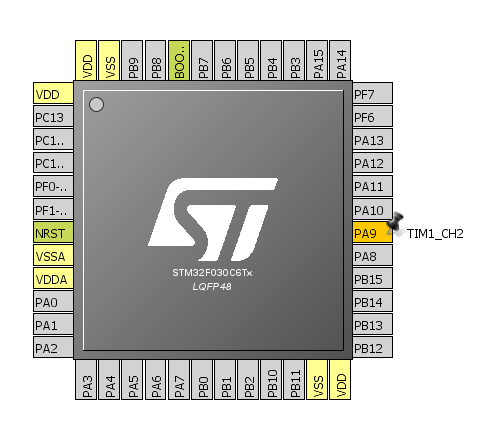 VDD
VSS
PB9
PB8
BOO..
PB7
PB6
PB5
PB4
PB3
PA15
PA14
VDD
PC13
PC1..
PC1..
PF0-..
PF1-..
NRST
VSSA
VDDA
PA0
PA1
PA2
PF7
PF6
PA13
PA12
PA11
PA10
PA9 TIM1_CH2
PA8
PB15
PB14
PB13
PB12
ST
STM32F030C6Tx
LQFP48
PA3
PA4
PA5
PA6
PA7
PB0
PB1
PB2
PB10
PB11
VSS
VDD